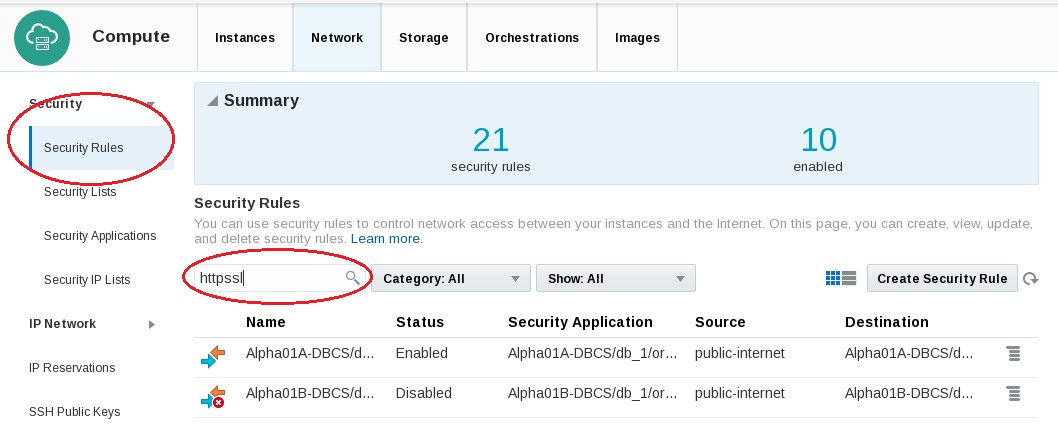 Compute
Instances
Network
Storage
Orchestrations
Images
Security
Security Rules
Security Lists
Security Applications
Security IP Lists
IP Network
IP Reservations
SSH Public Keys
Summary
21
security rules
10
enabled
Security Rules
You can use security rules to control network access between your instances and the Internet. On this page, you can create, view, update,
and delete security rules. Learn more.
httpssl
Category: All
Show: All
Create Security Rule
Name Status Security Application Source Destination
Alpha01A-DBCS/d... Enabled Alpha01A-DBCS/db_1/or... public-internet Alpha01A-DBCS/d...
Alpha01B-DBCS/d... Disabled Alpha01B-DBCS/db_1/or... public-internet Alpha01B-DBCS/d...